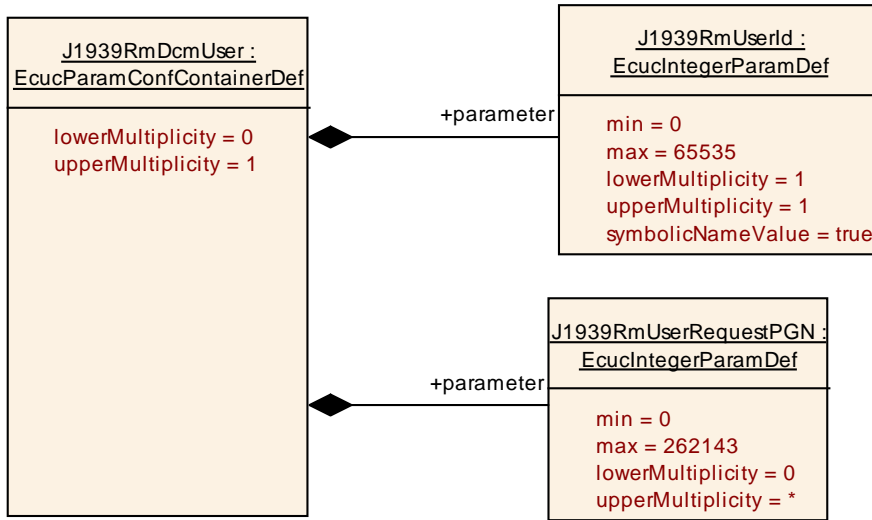 J1939RmDcmUser :
EcucParamConfContainerDef
lowerMultiplicity = 0
upperMultiplicity = 1
+parameter
J1939RmUserId :
EcucIntegerParamDef
min = 0
max = 65535
lowerMultiplicity = 1
upperMultiplicity = 1
symbolicNameValue = true
+parameter
J1939RmUserRequestPGN :
EcucIntegerParamDef
min = 0
max = 262143
lowerMultiplicity = 0
upperMultiplicity = *